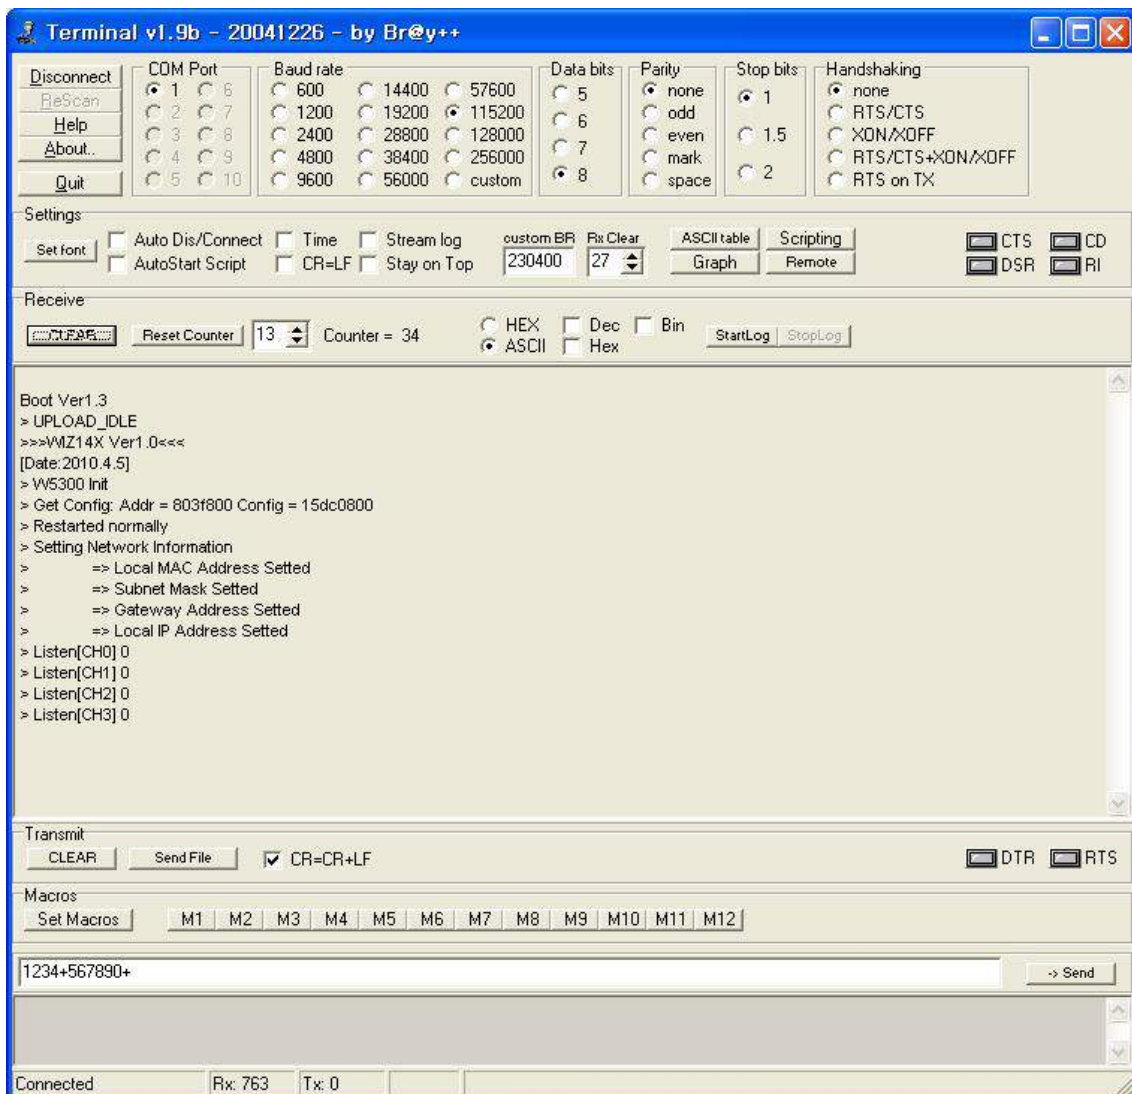 Terminal v1.9b - 20041226 - by Br@y++
Disconnect
ReScan
Help
About..
Quit
COM Port
1 6
2 7
3 8
4 9
5 10
Baud rate
600 14400 57600
1200 19200 115200
2400 28800 128000
4800 38400 256000
9600 56000 custom
Data bits
5
6
7
8
Parity
none
odd
even
mark
space
Stop bits
1
1.5
2
Handshaking
none
RTS/CTS
XON/XOFF
RTS/CTS+XON/XOFF
RTS on TX
Settings
Set font
Auto Dis/Connect Time Stream log
AutoStart Script CR=LF Stay on Top
custom BR Rx Clear
230400 27
ASCII table Scripting
Graph Remote
CTS CD
DSR RI
Receive
CLEAR Reset Counter 13 Counter = 34
HEX Dec Bin
ASCII Hex
StartLog StopLog
Boot Ver1.3
> UPLOAD_IDLE
>>>WIZ14X Ver1.0<<<
[Date:2010.4.5]
> W5300 Init
> Get Config: Addr = 803f800 Config = 15dc0800
> Restarted normally
> Setting Network Information
> => Local MAC Address Setted
> => Subnet Mask Setted
> => Gateway Address Setted
> => Local IP Address Setted
> Listen[CH0] 0
> Listen[CH1] 0
> Listen[CH2] 0
> Listen[CH3] 0
Transmit
CLEAR Send File CR=CR+LF DTR RTS
Macros
Set Macros M1 M2 M3 M4 M5 M6 M7 M8 M9 M10 M11 M12
1234+567890+ -> Send
Connected Rx: 763 Tx: 0